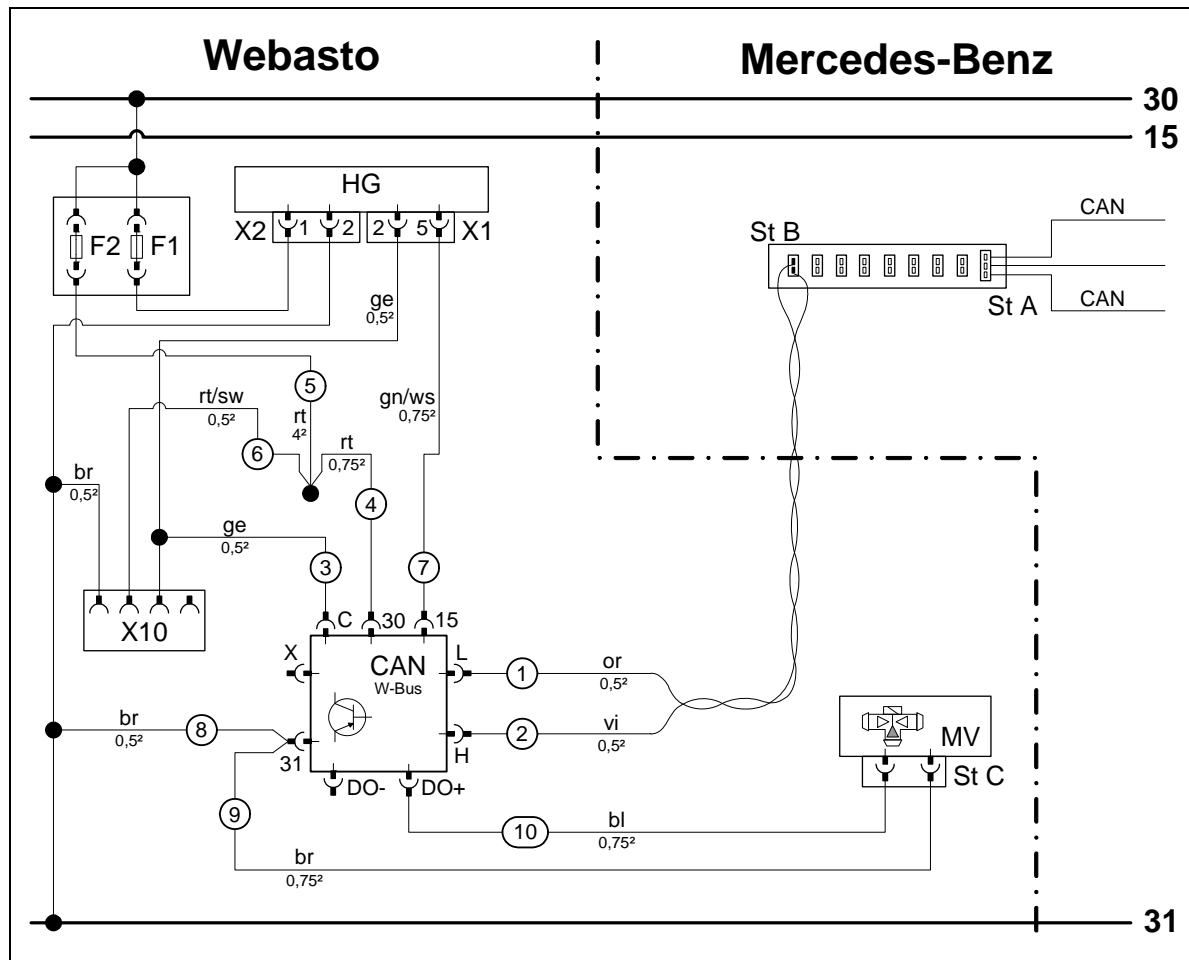 Webasto
Mercedes-Benz
30
15
HG
X2
1
2
2
5
X1
F2
F1
St B
CAN
CAN
St A
ge
0,5²
5
rt/sw
0,5²
gn/ws
0,75²
rt
4²
rt
0,75²
6
br
0,5²
4
ge
0,5²
3
7
X10
C
30
15
X
CAN
W-Bus
L
1
or
0,5²
br
0,5²
8
2
vi
0,5²
H
31
MV
St C
DO-
DO+
9
10
bl
0,75²
br
0,75²
31